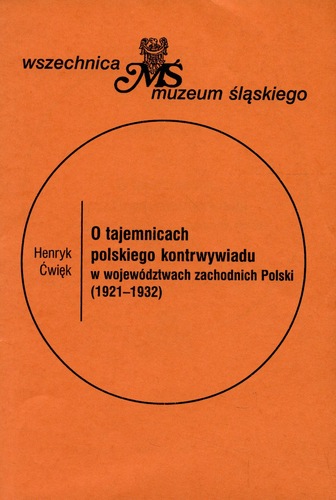 wszechnica
MŚ
muzeum śląskiego
Henryk
Ćwięk
O tajemnicach
polskiego kontrwywiadu
w województwach zachodnich Polski
(1921–1932)